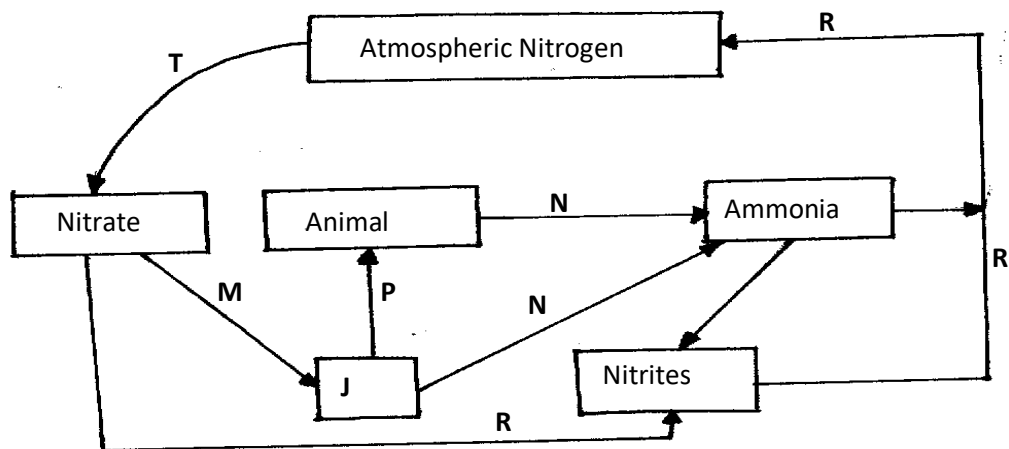 R
Atmospheric Nitrogen
T
Nitrate
Animal
N
Ammonia
M
P
N
R
J
Nitrites
R